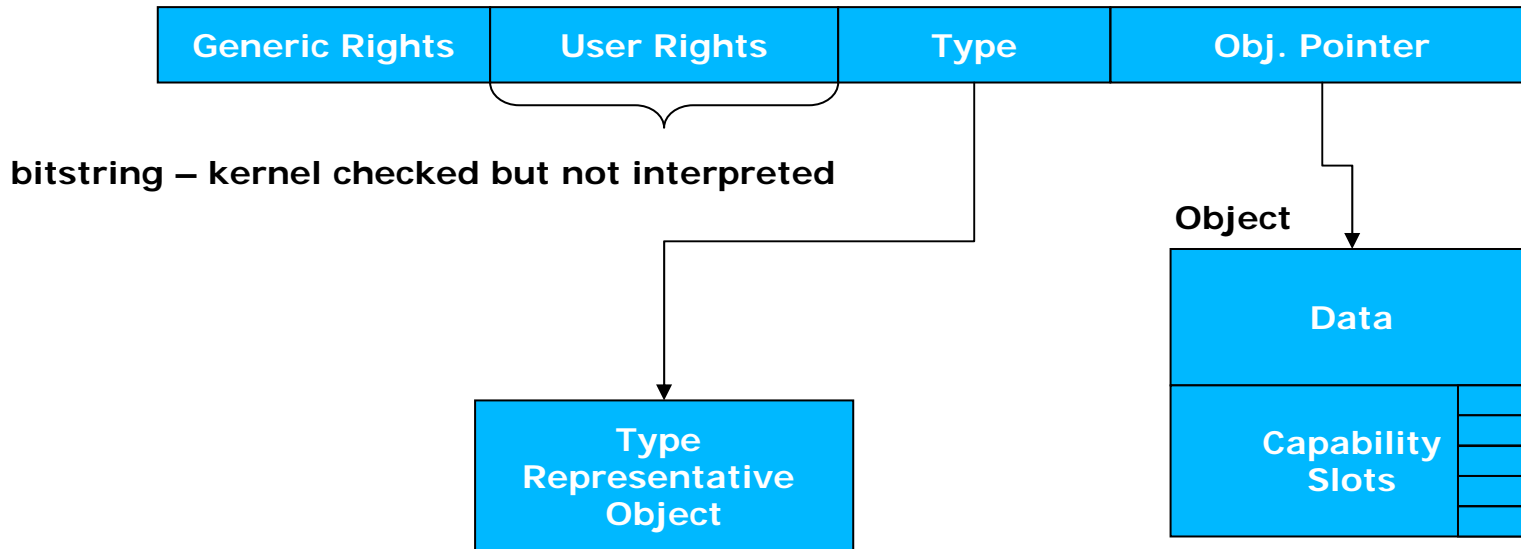 Generic Rights
User Rights
Type
Obj. Pointer
bitstring – kernel checked but not interpreted
Object
Data
Type
Representative
Object
Capability
Slots